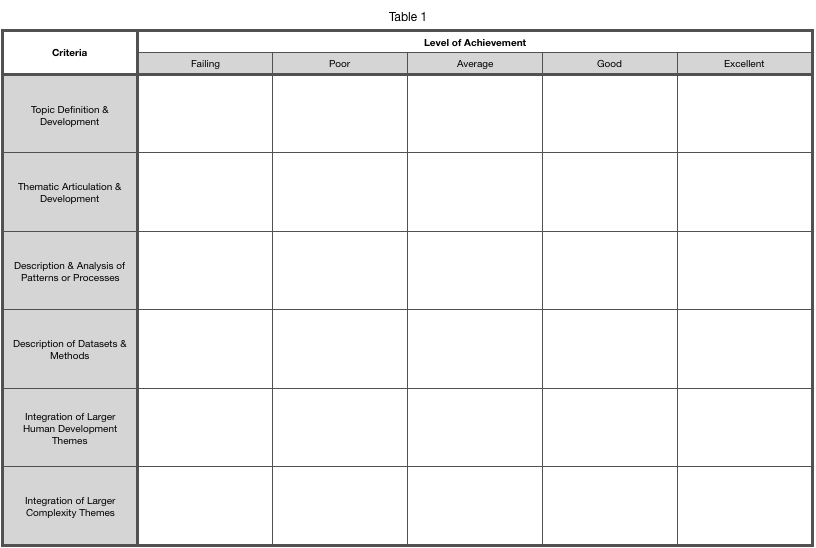 Table 1
Criteria
Level of Achievement
Failing
Poor
Average
Good
Excellent
Topic Definition &
Development
Thematic Articulation &
Development
Description & Analysis of
Patterns or Processes
Description of Datasets &
Methods
Integration of Larger
Human Development
Themes
Integration of Larger
Complexity Themes